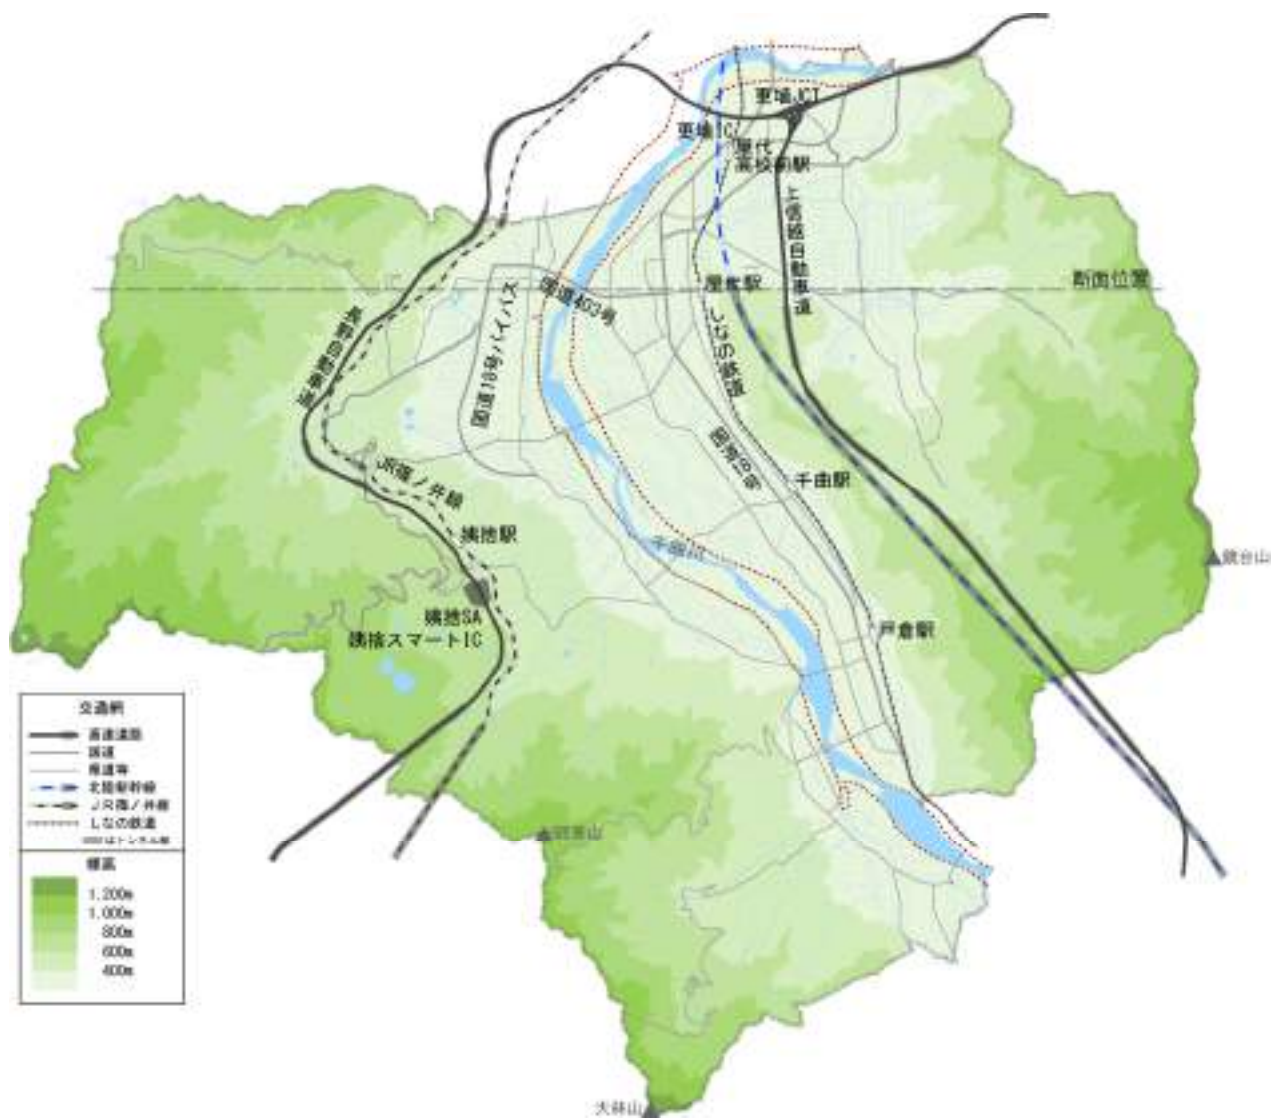 更埴JCT
更埴IC
屋代
高校前駅
上信越自動車道
断面位置
屋代駅
国道403号
しなの鉄道
国道18号バイパス
長野自動車道
国道18号
千曲駅
JR篠ノ井線
姨捨駅
千曲川
鏡台山
姨捨SA
姨捨スマートIC
戸倉駅
交通網
高速道路
国道
県道等
北陸新幹線
JR篠ノ井線
しなの鉄道
標高
1,200m
1,000m
800m
600m
400m
大林山